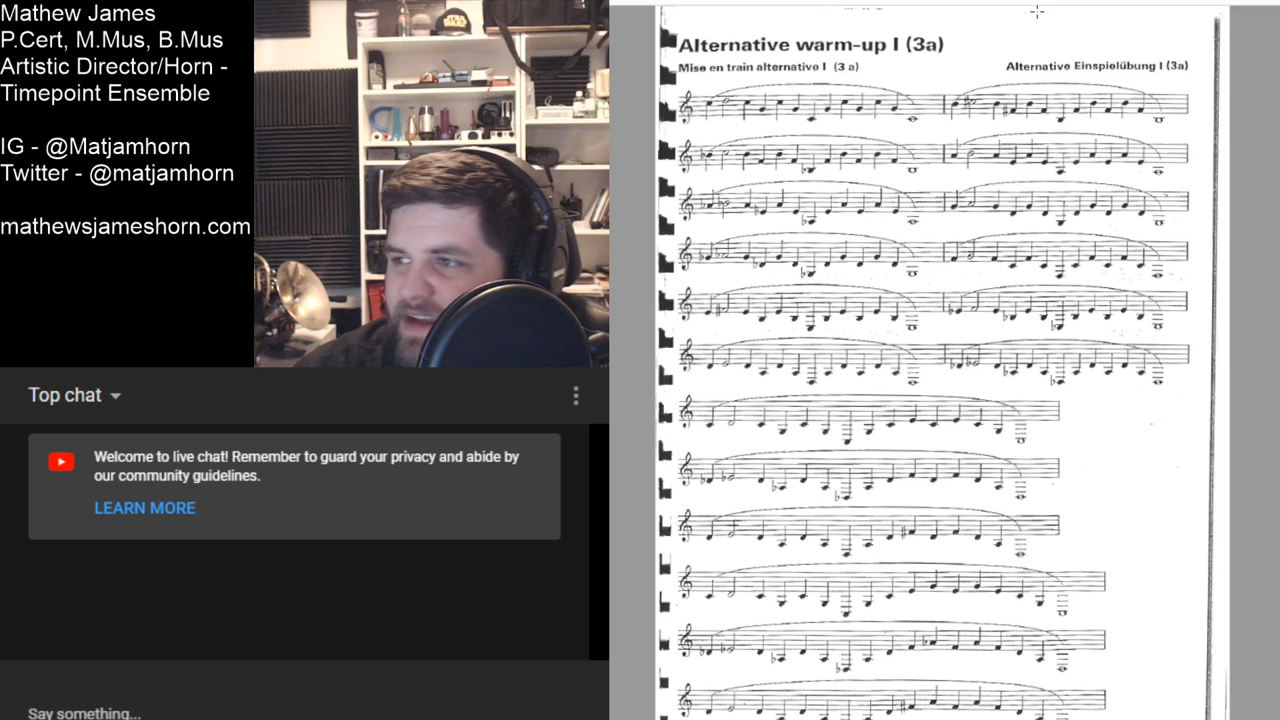 Mathew James
P.Cert, M.Mus, B.Mus
Artistic Director/Horn -
Timepoint Ensemble
IG - @Matjamhorn
Twitter - @matjamhorn
mathewsjameshorn.com
STAR
WARS
Top chat
Welcome to live chat! Remember to guard your privacy and abide by
our community guidelines.
LEARN MORE
Alternative warm-up I (3a)
Mise en train alternative I (3 a)
Alternative Einspielübung I (3a)